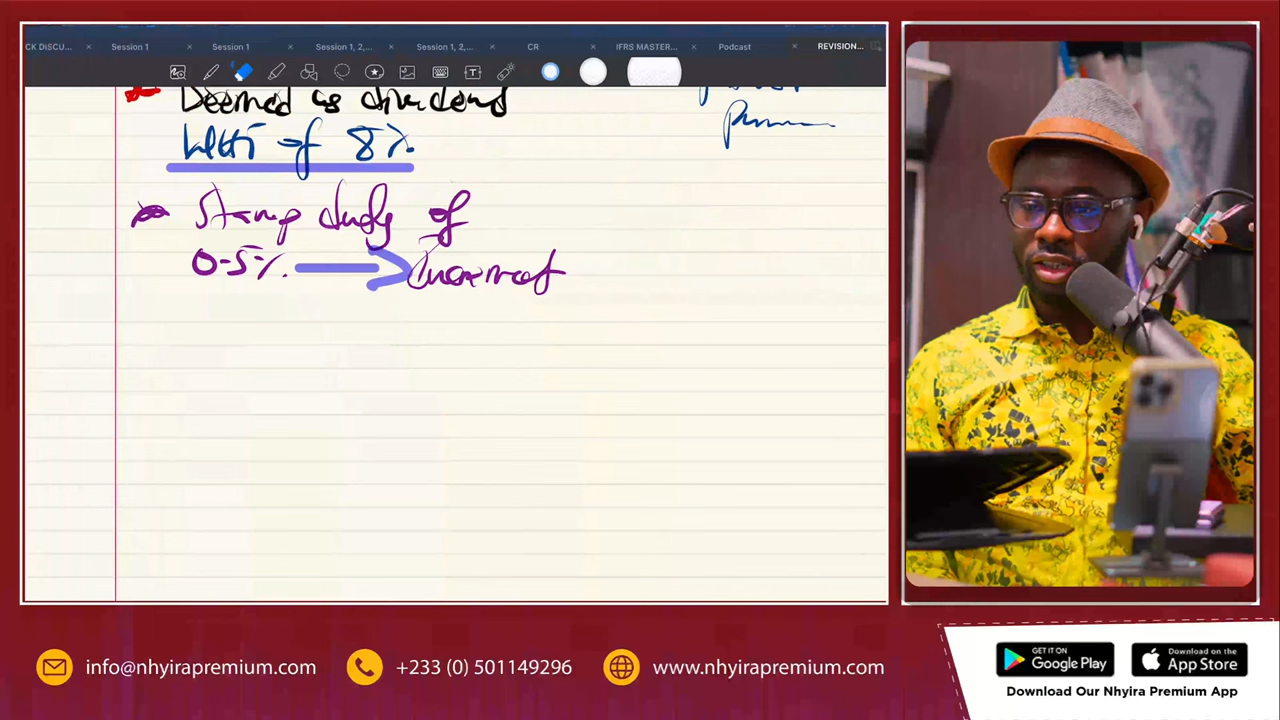 CK DISCU... × Session 1 × Session 1 × Session 1, 2,... × Session 1, 2,... × CR × IFRS MASTER... × Podcast × REVISION...
Deemed as dividend
WHT of 8%
Stamp duty of
0.5% Increment
info@nhyirapremium.com
+233 (0) 501149296
www.nhyirapremium.com
GET IT ON
Google Play
Download on the
App Store
Download Our Nhyira Premium App